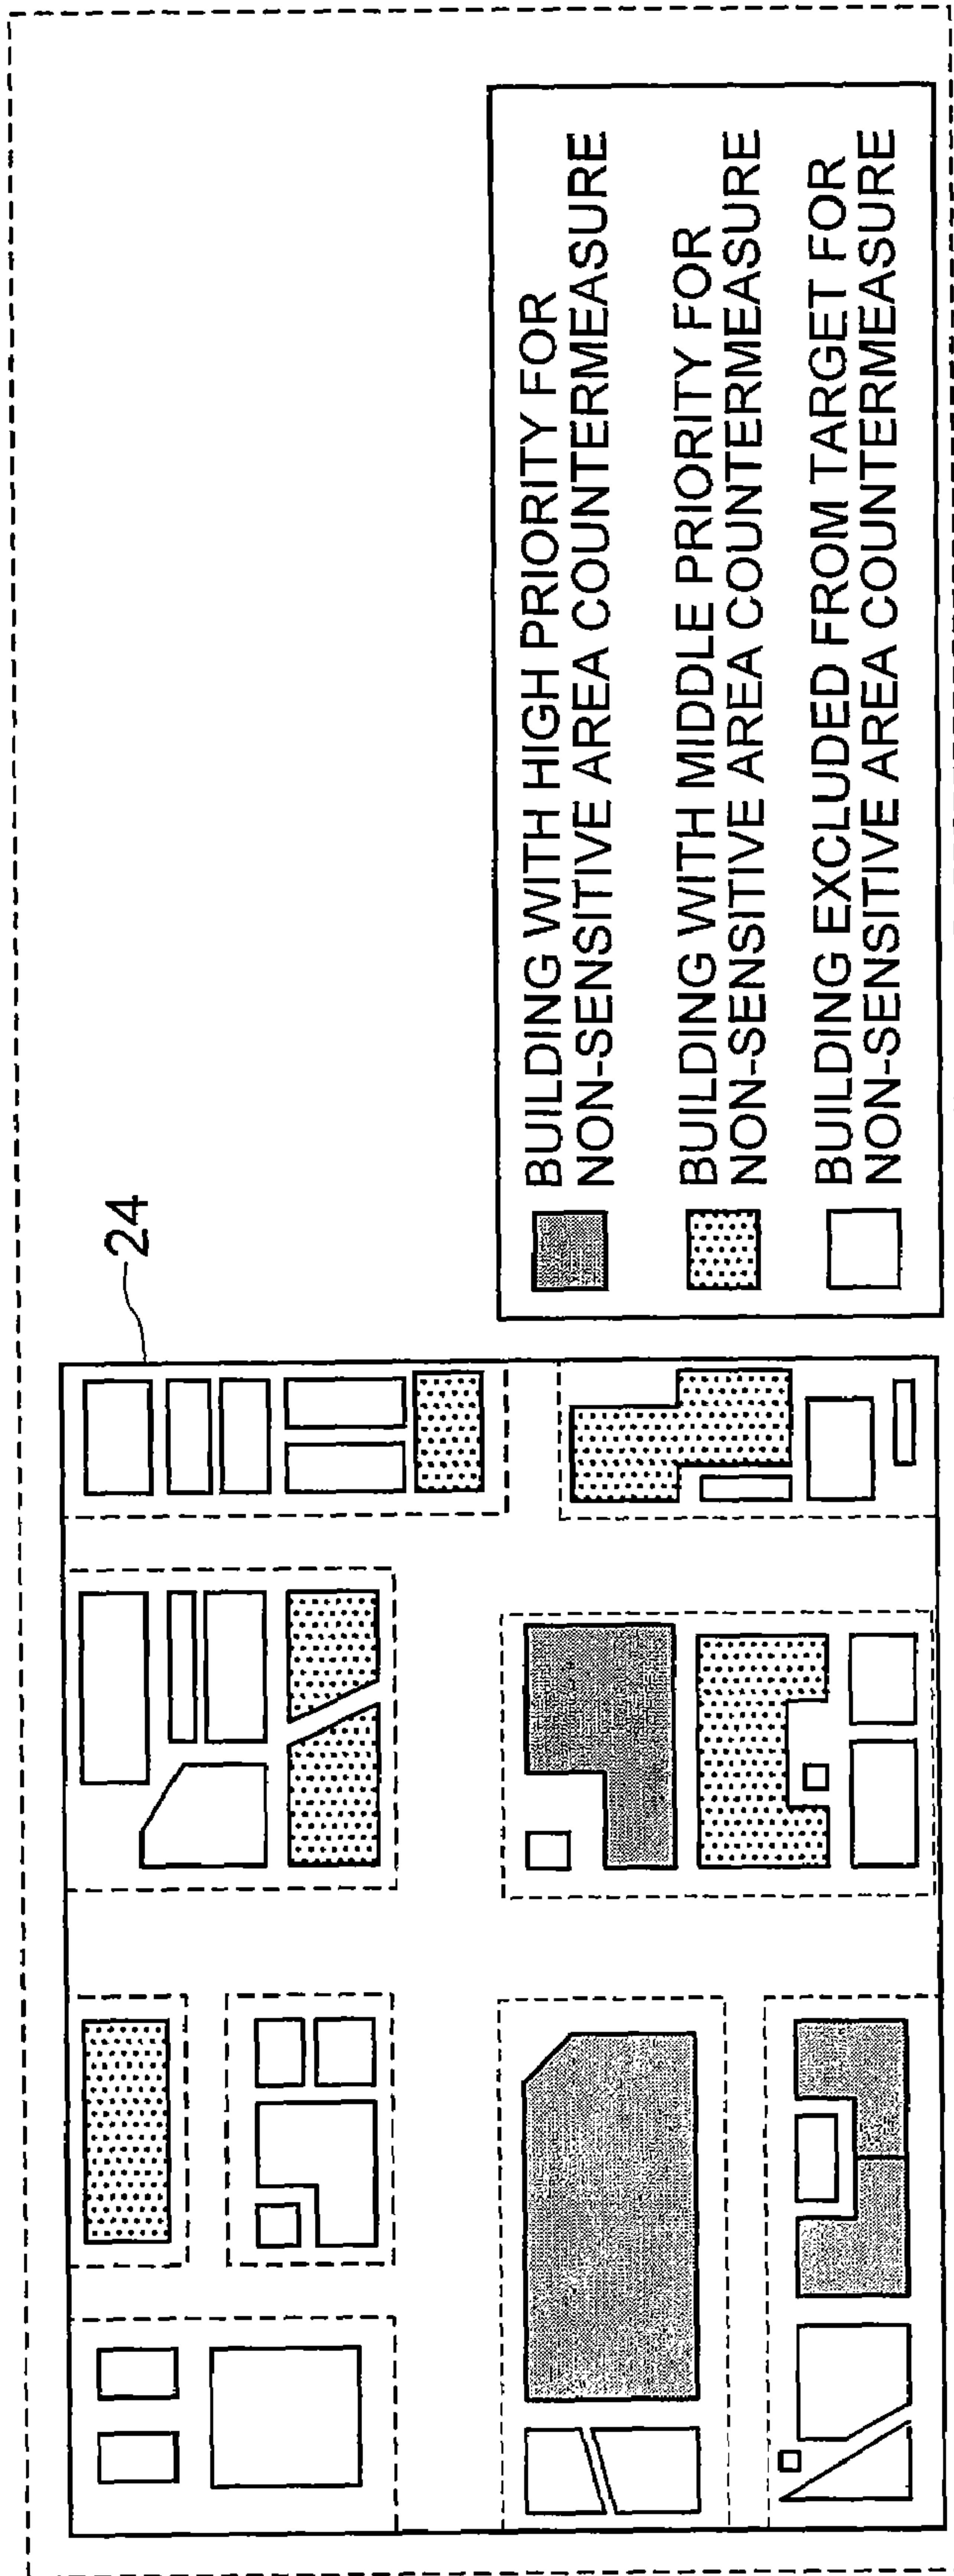 24
BUILDING WITH HIGH PRIORITY FOR
NON-SENSITIVE AREA COUNTERMEASURE
BUILDING WITH MIDDLE PRIORITY FOR
NON-SENSITIVE AREA COUNTERMEASURE
BUILDING EXCLUDED FROM TARGET FOR
NON-SENSITIVE AREA COUNTERMEASURE